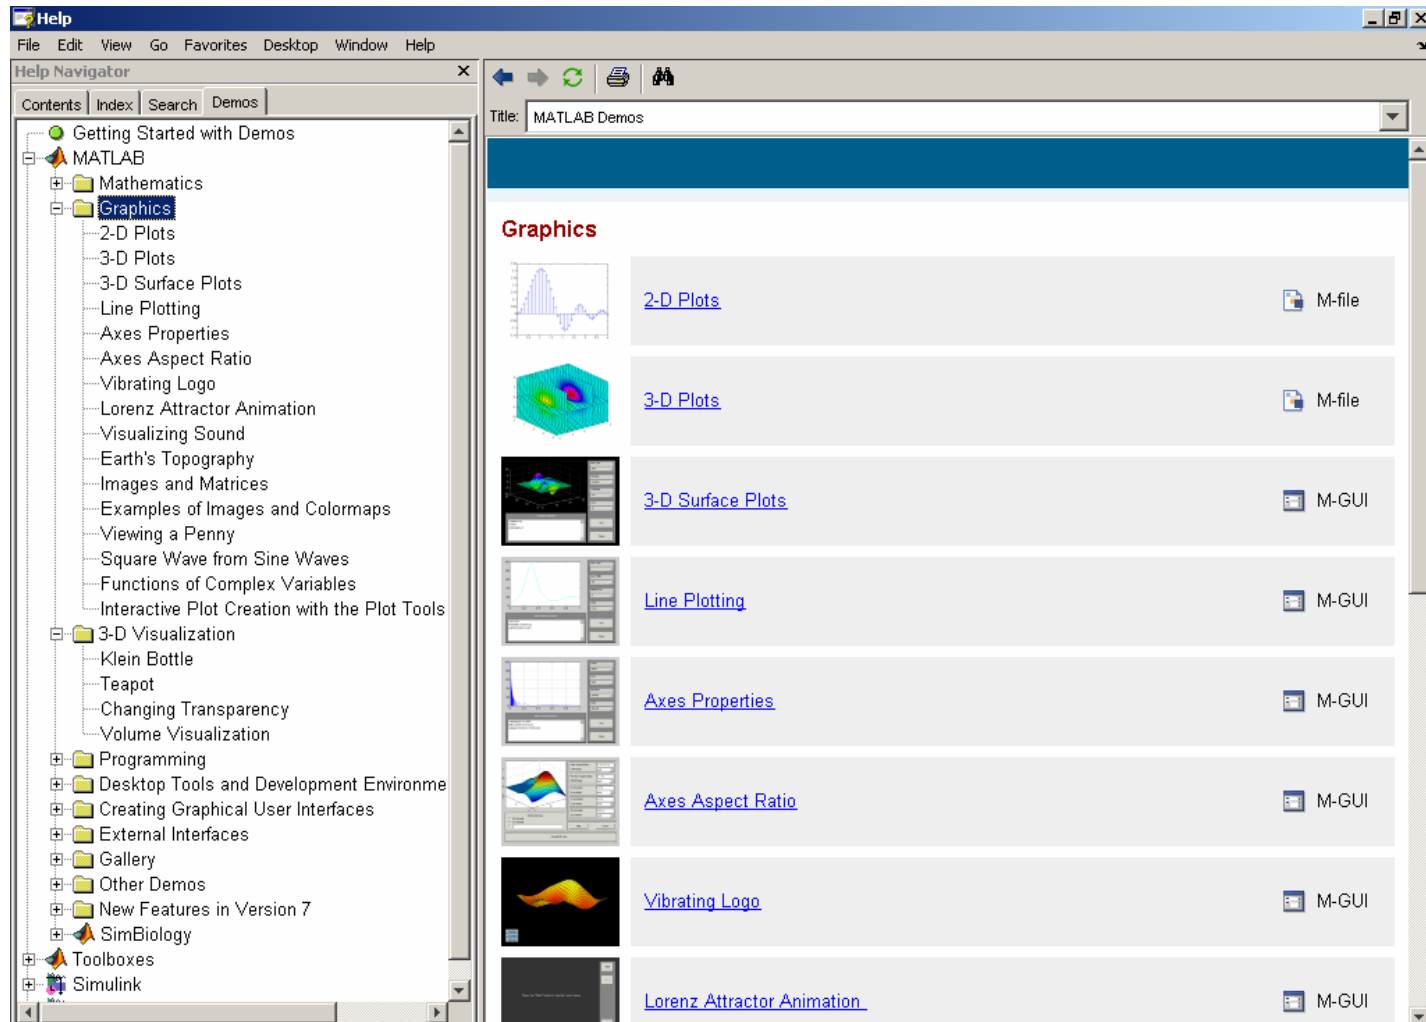 Help
File Edit View Go Favorites Desktop Window Help
Help Navigator
Contents Index Search Demos
Getting Started with Demos
MATLAB
Mathematics
Graphics
2-D Plots
3-D Plots
3-D Surface Plots
Line Plotting
Axes Properties
Axes Aspect Ratio
Vibrating Logo
Lorenz Attractor Animation
Visualizing Sound
Earth's Topography
Images and Matrices
Examples of Images and Colormaps
Viewing a Penny
Square Wave from Sine Waves
Functions of Complex Variables
Interactive Plot Creation with the Plot Tools
3-D Visualization
Klein Bottle
Teapot
Changing Transparency
Volume Visualization
Programming
Desktop Tools and Development Environme
Creating Graphical User Interfaces
External Interfaces
Gallery
Other Demos
New Features in Version 7
SimBiology
Toolboxes
Simulink
Title: MATLAB Demos
Graphics
2-D Plots M-file
3-D Plots M-file
3-D Surface Plots M-GUI
Line Plotting M-GUI
Axes Properties M-GUI
Axes Aspect Ratio M-GUI
Vibrating Logo M-GUI
Lorenz Attractor Animation M-GUI